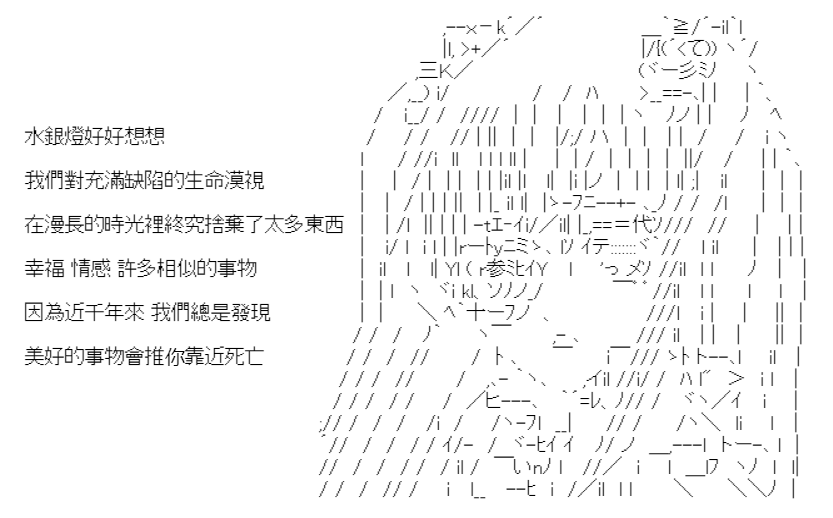 水銀燈好好想想
我們對充滿缺陷的生命漠視
在漫長的時光裡終究捨棄了太多東西
幸福 情感 許多相似的事物
因為近千年來 我們總是發現
美好的事物會推你靠近死亡